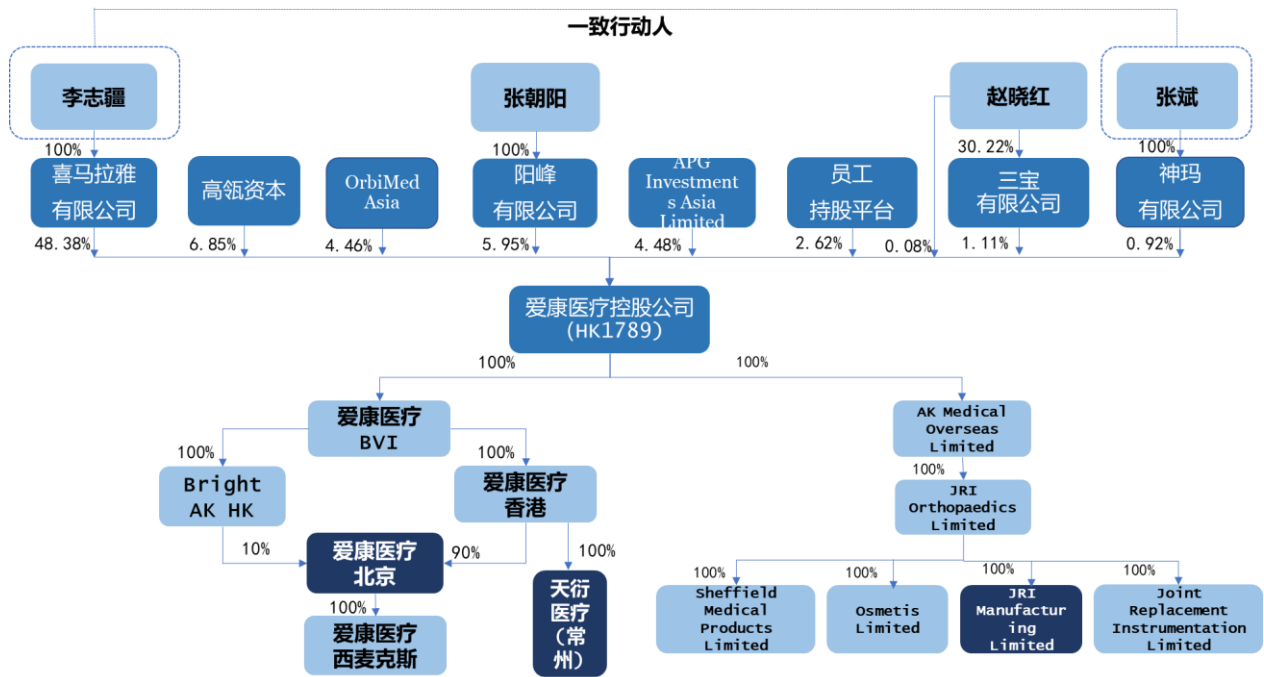 一致行动人
李志疆
张朝阳
赵晓红
张斌
100%
100%
30.22%
100%
喜马拉雅
有限公司
高瓴资本
OrbiMed
Asia
阳峰
有限公司
APG
Investment
s Asia
Limited
员工
持股平台
三宝
有限公司
神玛
有限公司
48.38%
6.85%
4.46%
5.95%
4.48%
2.62%
0.08%
1.11%
0.92%
爱康医疗控股公司
(HK1789)
100%
100%
爱康医疗
BVI
AK Medical
Overseas
Limited
100%
100%
100%
Bright
AK HK
爱康医疗
香港
JRI
Orthopaedics
Limited
10%
90%
100%
爱康医疗
北京
天衍
医疗
（常
州）
100%
爱康医疗
西麦克斯
100%
100%
100%
100%
Sheffield
Medical
Products
Limited
Osmetis
Limited
JRI
Manufactur
ing
Limited
Joint
Replacement
Instrumentation
Limited